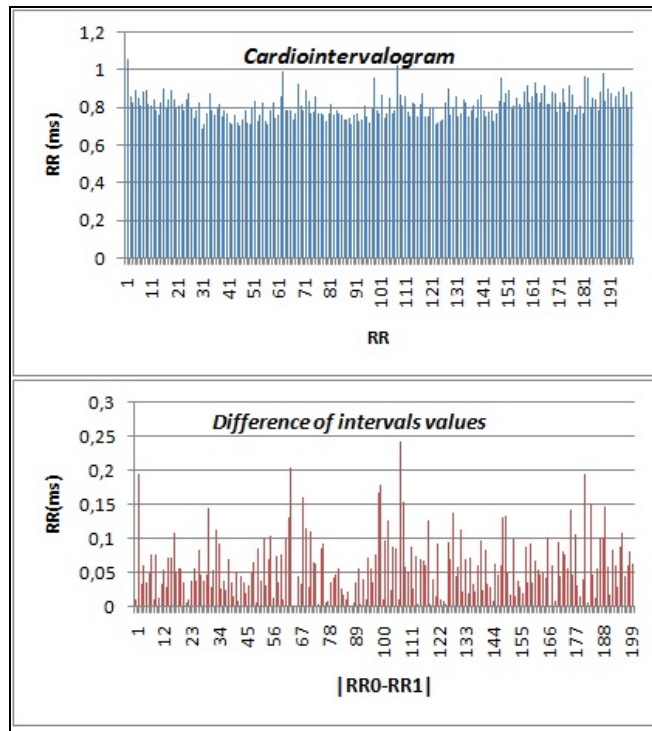 Cardiointervalogram
RR (ms)
1,2
1
0,8
0,6
0,4
0,2
0
1 11 21 31 41 51 61 71 81 91 101 111 121 131 141 151 161 171 181 191
RR
Difference of intervals values
RR(ms)
0,3
0,25
0,2
0,15
0,1
0,05
0
1 12 23 34 45 56 67 78 89 100 111 122 133 144 155 166 177 188 199
|RR0-RR1|